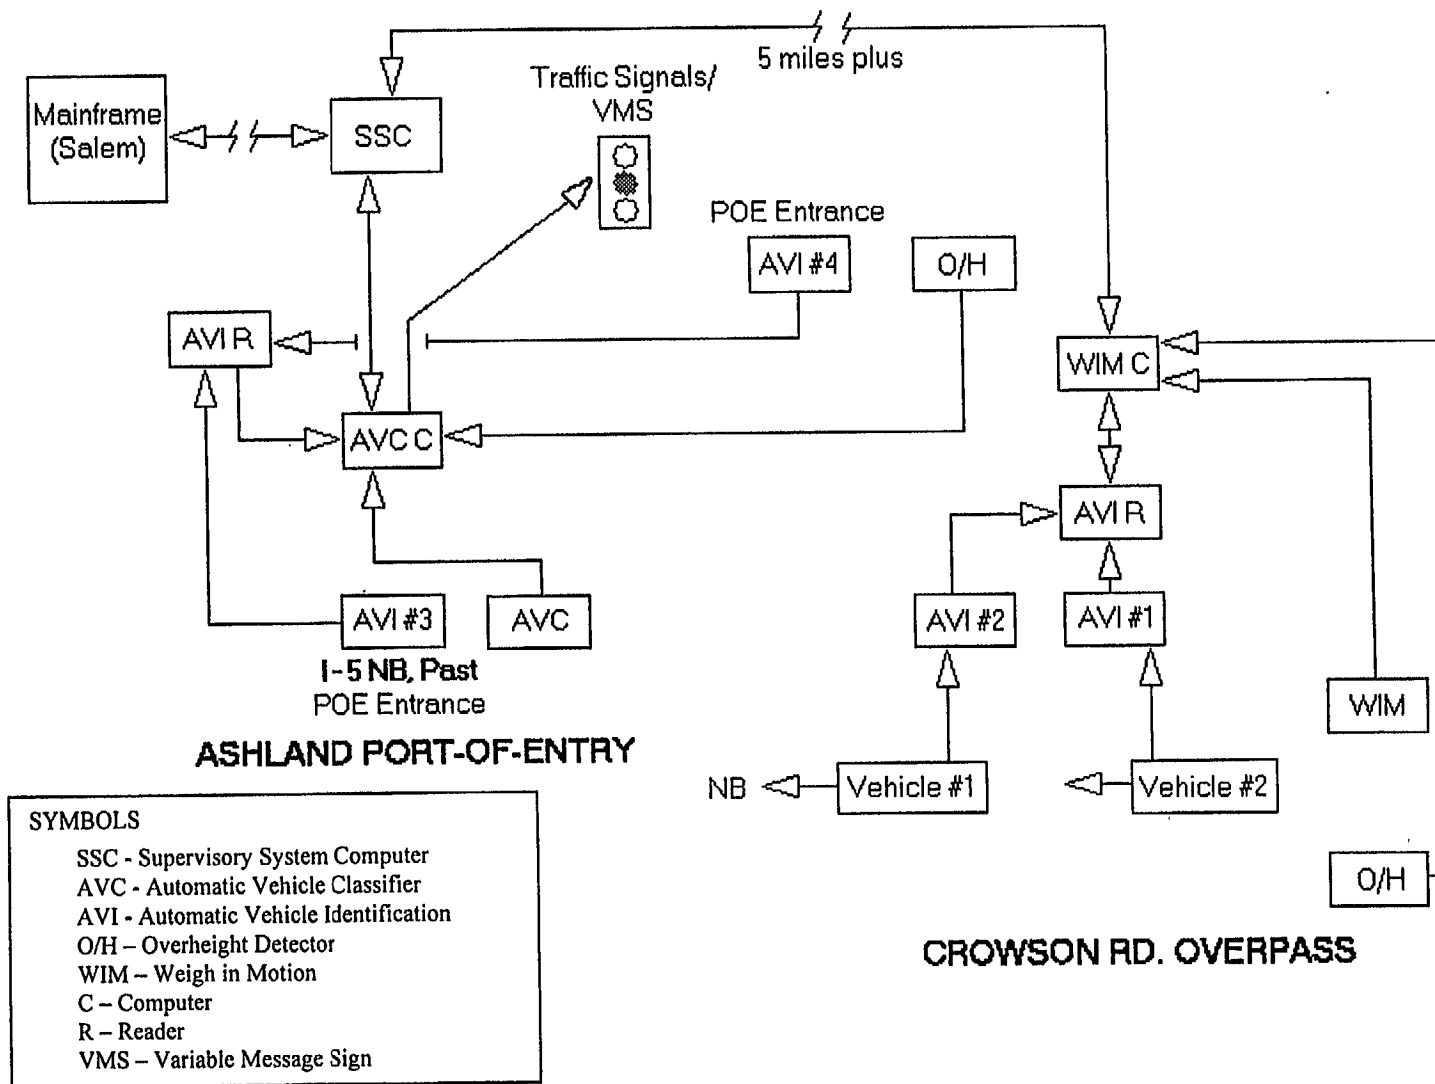 5 miles plus
Traffic Signals/
VMS
Mainframe
(Salem)
SSC
POE Entrance
AVI #4
O/H
AVI R
WIM C
AVC C
AVI R
AVI #3
AVC
AVI #2
AVI #1
I-5 NB, Past
POE Entrance
WIM
ASHLAND PORT-OF-ENTRY
NB
Vehicle #1
Vehicle #2
O/H
CROWSON RD. OVERPASS
SYMBOLS
SSC - Supervisory System Computer
AVC - Automatic Vehicle Classifier
AVI - Automatic Vehicle Identification
O/H – Overheight Detector
WIM – Weigh in Motion
C – Computer
R – Reader
VMS – Variable Message Sign